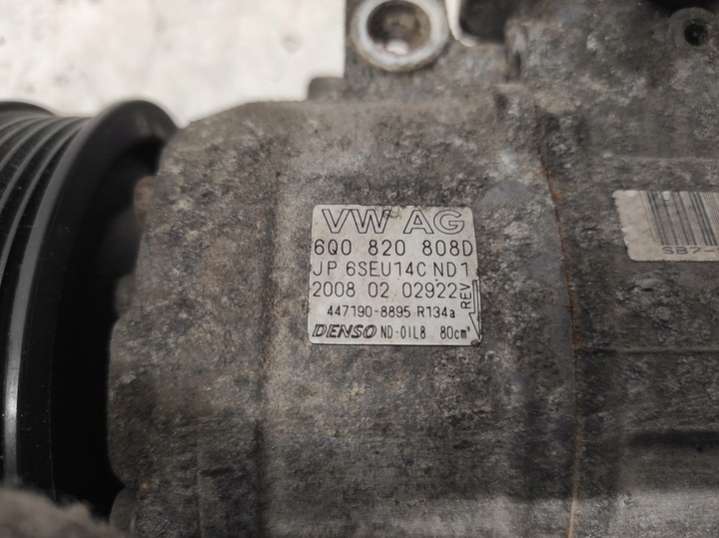 VW AG
6Q0 820 808D
JP 6SEU14C ND1
2008 02 02922
REV
447190-8895 R134a
DENSO ND-OIL8 80cm³
SB7-